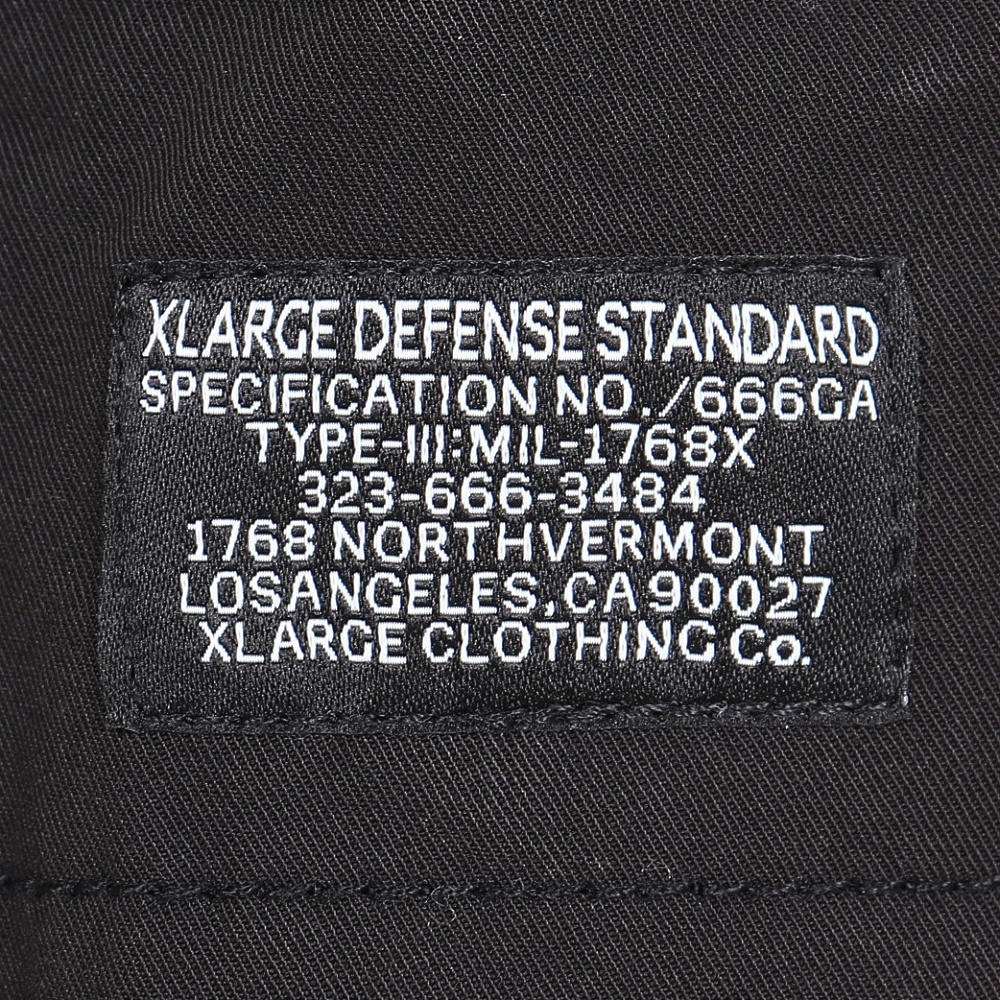 XLARGE DEFENSE STANDARD
SPECIFICATION NO./666GA
TYPE-III:MIL-1768X
323-666-3484
1768 NORTHVERMONT
LOSANGELES,CA90027
XLARGE CLOTHING Co.